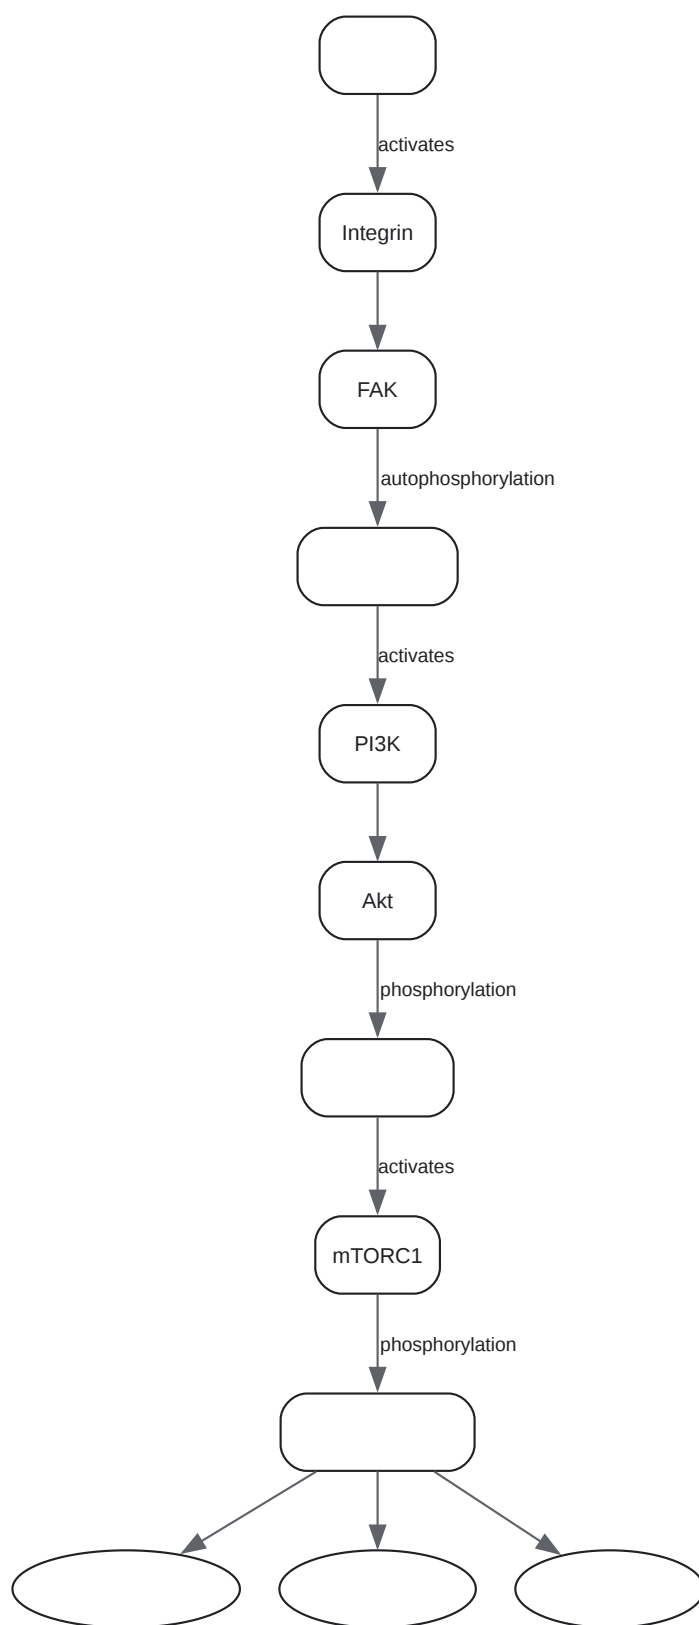 activates
Integrin
FAK
autophosphorylation
activates
PI3K
Akt
phosphorylation
activates
mTORC1
phosphorylation